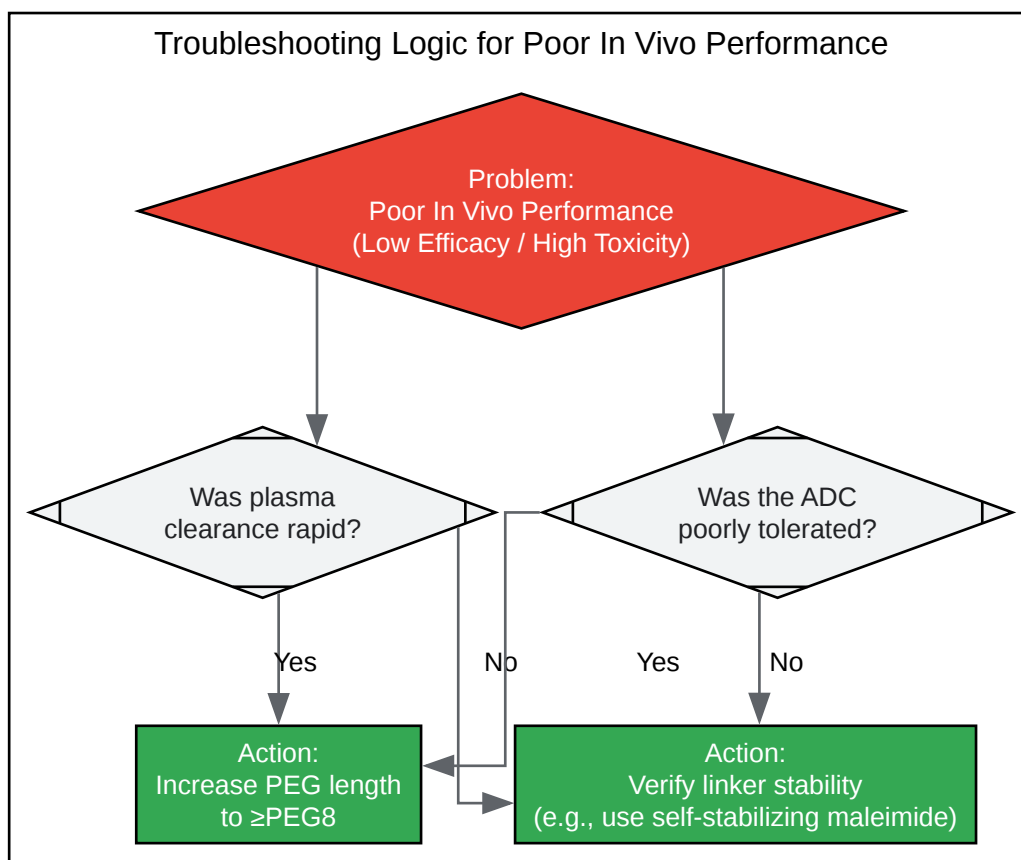 Troubleshooting Logic for Poor In Vivo Performance
Problem:
Poor In Vivo Performance
(Low Efficacy / High Toxicity)
Was plasma
clearance rapid?
Was the ADC
poorly tolerated?
Yes
No
Yes
No
Action:
Increase PEG length
to ≥PEG8
Action:
Verify linker stability
(e.g., use self-stabilizing maleimide)